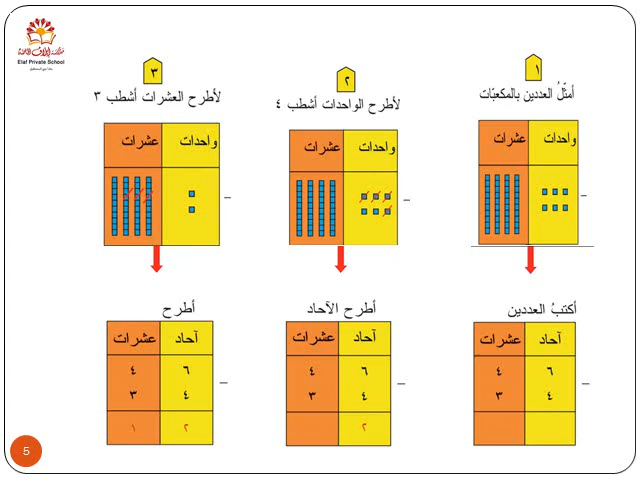 Elaf Private School
١
أمثّلُ العددين بالمكعبّات
واحدات عشرات
−
أكتبُ العددين
آحاد عشرات
٦ ٤
−
٤ ٣
٢
لأطرح الواحدات أشطب ٤
واحدات عشرات
−
أطرح الآحاد
آحاد عشرات
٦ ٤
−
٤ ٣
٢
٣
لأطرح العشرات أشطب ٣
واحدات عشرات
−
أطرح
آحاد عشرات
٦ ٤
−
٤ ٣
٢ ١
5